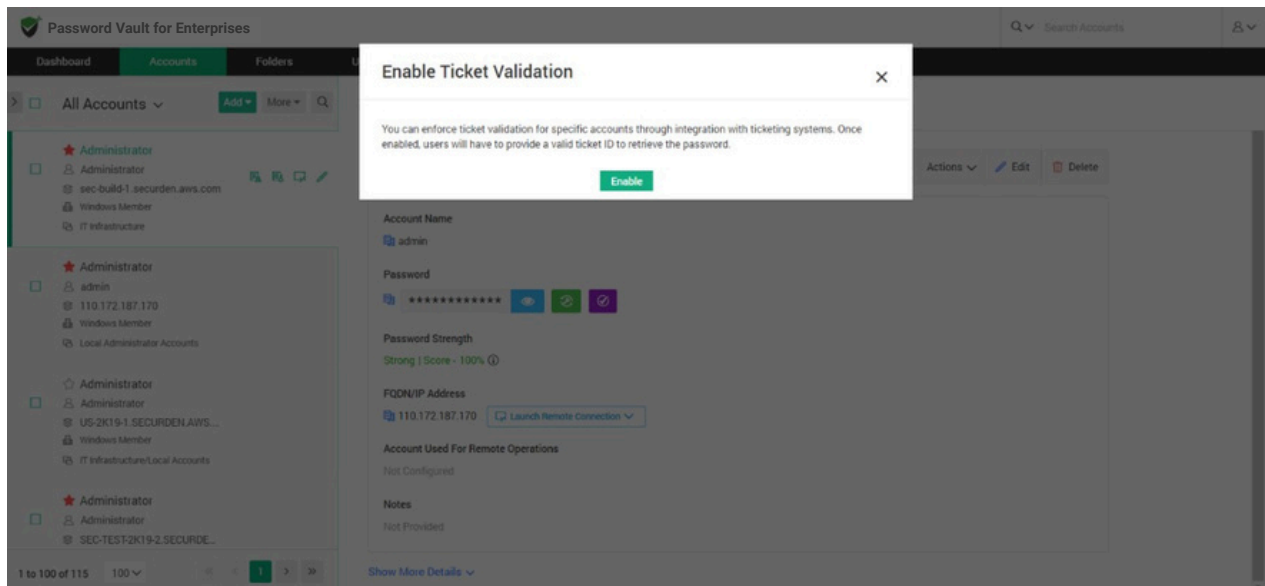 Password Vault for Enterprises
Search Accounts
Dashboard
Accounts
Folders
U
All Accounts
Add
More
Administrator
Administrator
sec-build-1.securden.aws.com
Windows Member
IT Infrastructure
Administrator
admin
110.172.187.170
Windows Member
Local Administrator Accounts
Administrator
Administrator
US-2K19-1.SECURDEN.AWS...
Windows Member
IT Infrastructure/Local Accounts
Administrator
Administrator
SEC-TEST-2K19-2.SECURDE...
1 to 100 of 115
100
1
Enable Ticket Validation
You can enforce ticket validation for specific accounts through integration with ticketing systems. Once
enabled, users will have to provide a valid ticket ID to retrieve the password.
Enable
Actions
Edit
Delete
Account Name
admin
Password
************
Password Strength
Strong | Score - 100%
FQDN/IP Address
110.172.187.170
Launch Remote Connection
Account Used For Remote Operations
Not Configured
Notes
Not Provided
Show More Details